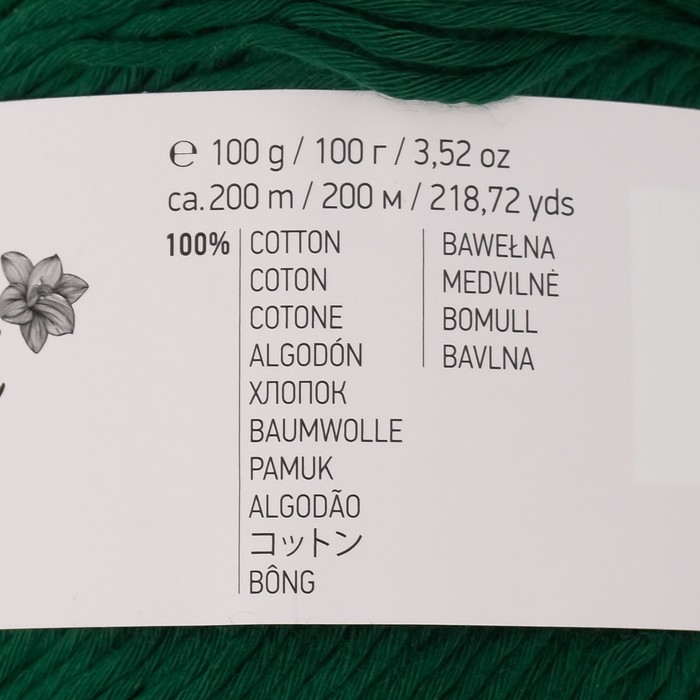 ℮ 100 g / 100 г / 3,52 oz
ca.200 m / 200 м / 218,72 yds
100%
COTTON
COTON
COTONE
ALGODÓN
ХЛОПОК
BAUMWOLLE
PAMUK
ALGODÃO
コットン
BÔNG
BAWEŁNA
MEDVILNĖ
BOMULL
BAVLNA